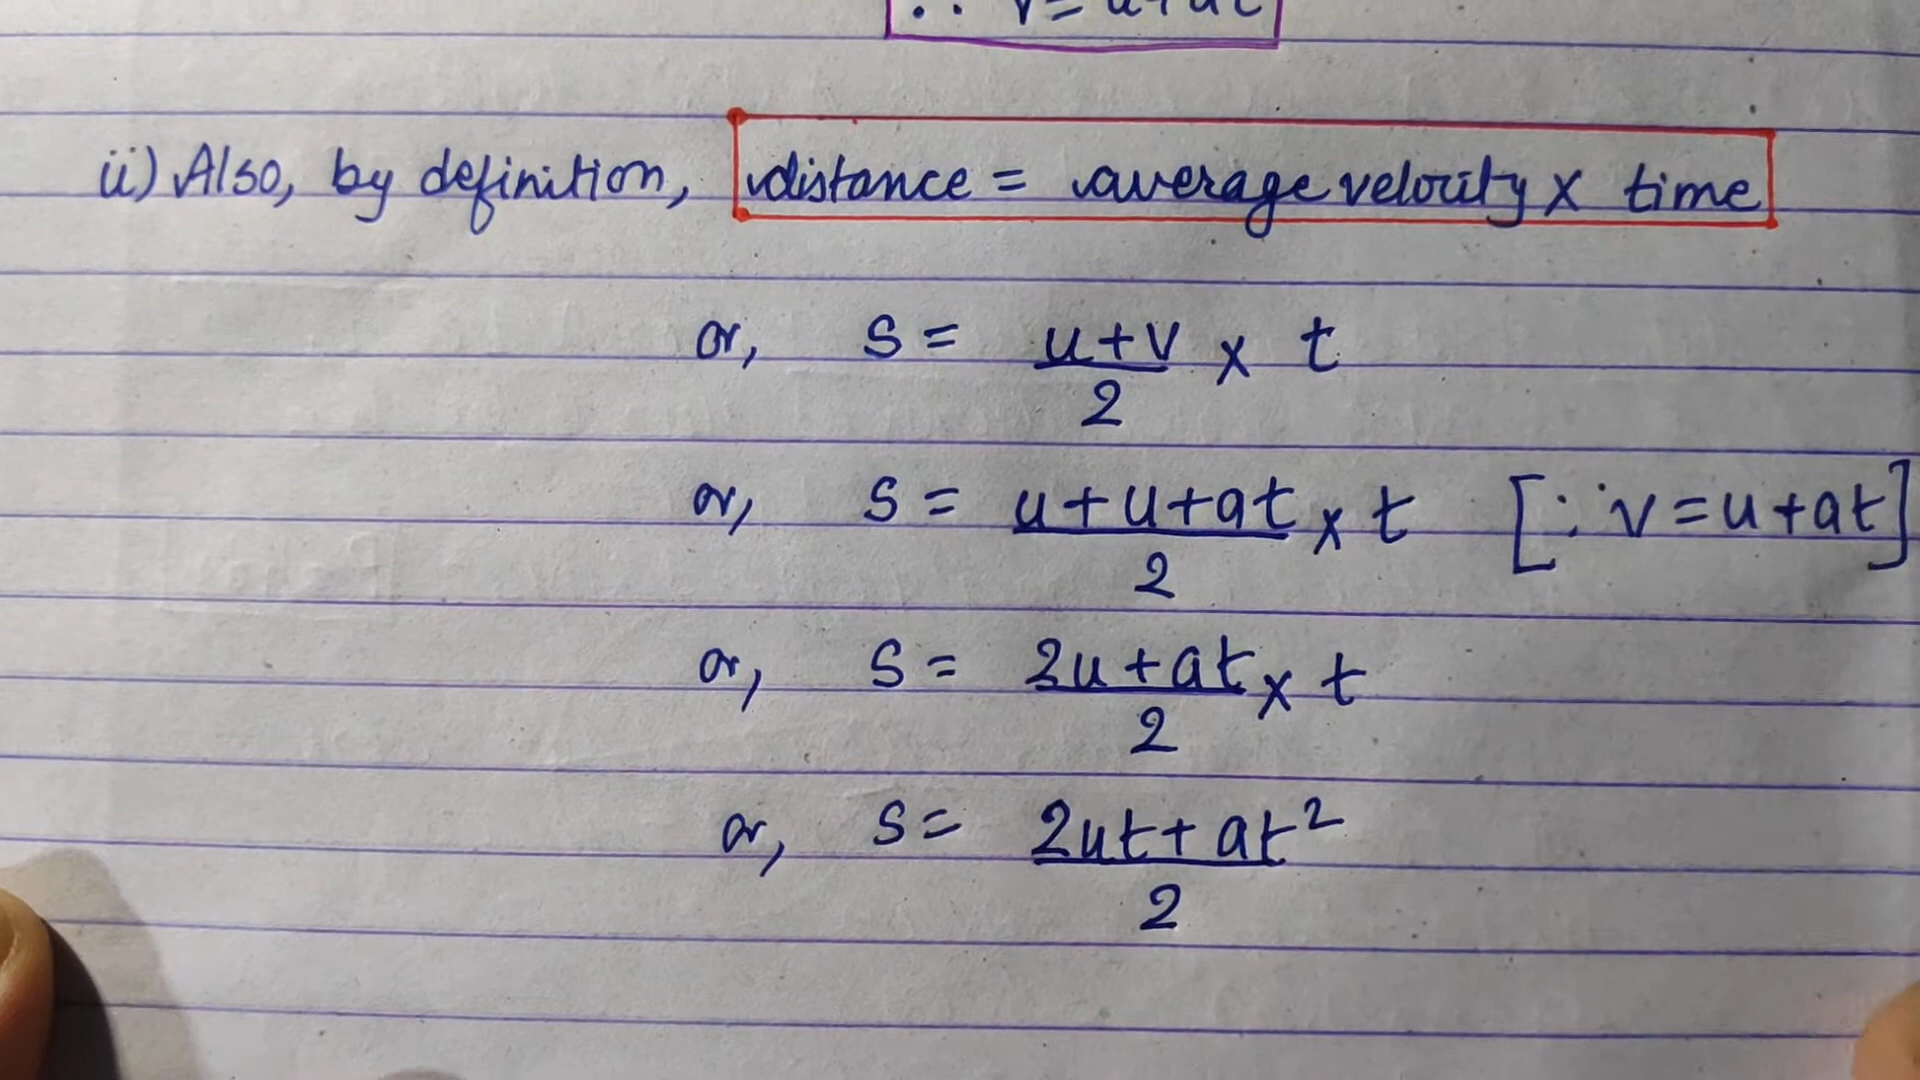 ∴ v = u + at
ii) Also, by definition, distance = average velocity × time
or, S = (u+v)/2 × t
or, S = (u+u+at)/2 × t [∵ v = u+at]
or, S = (2u+at)/2 × t
or, S = (2ut+at²)/2